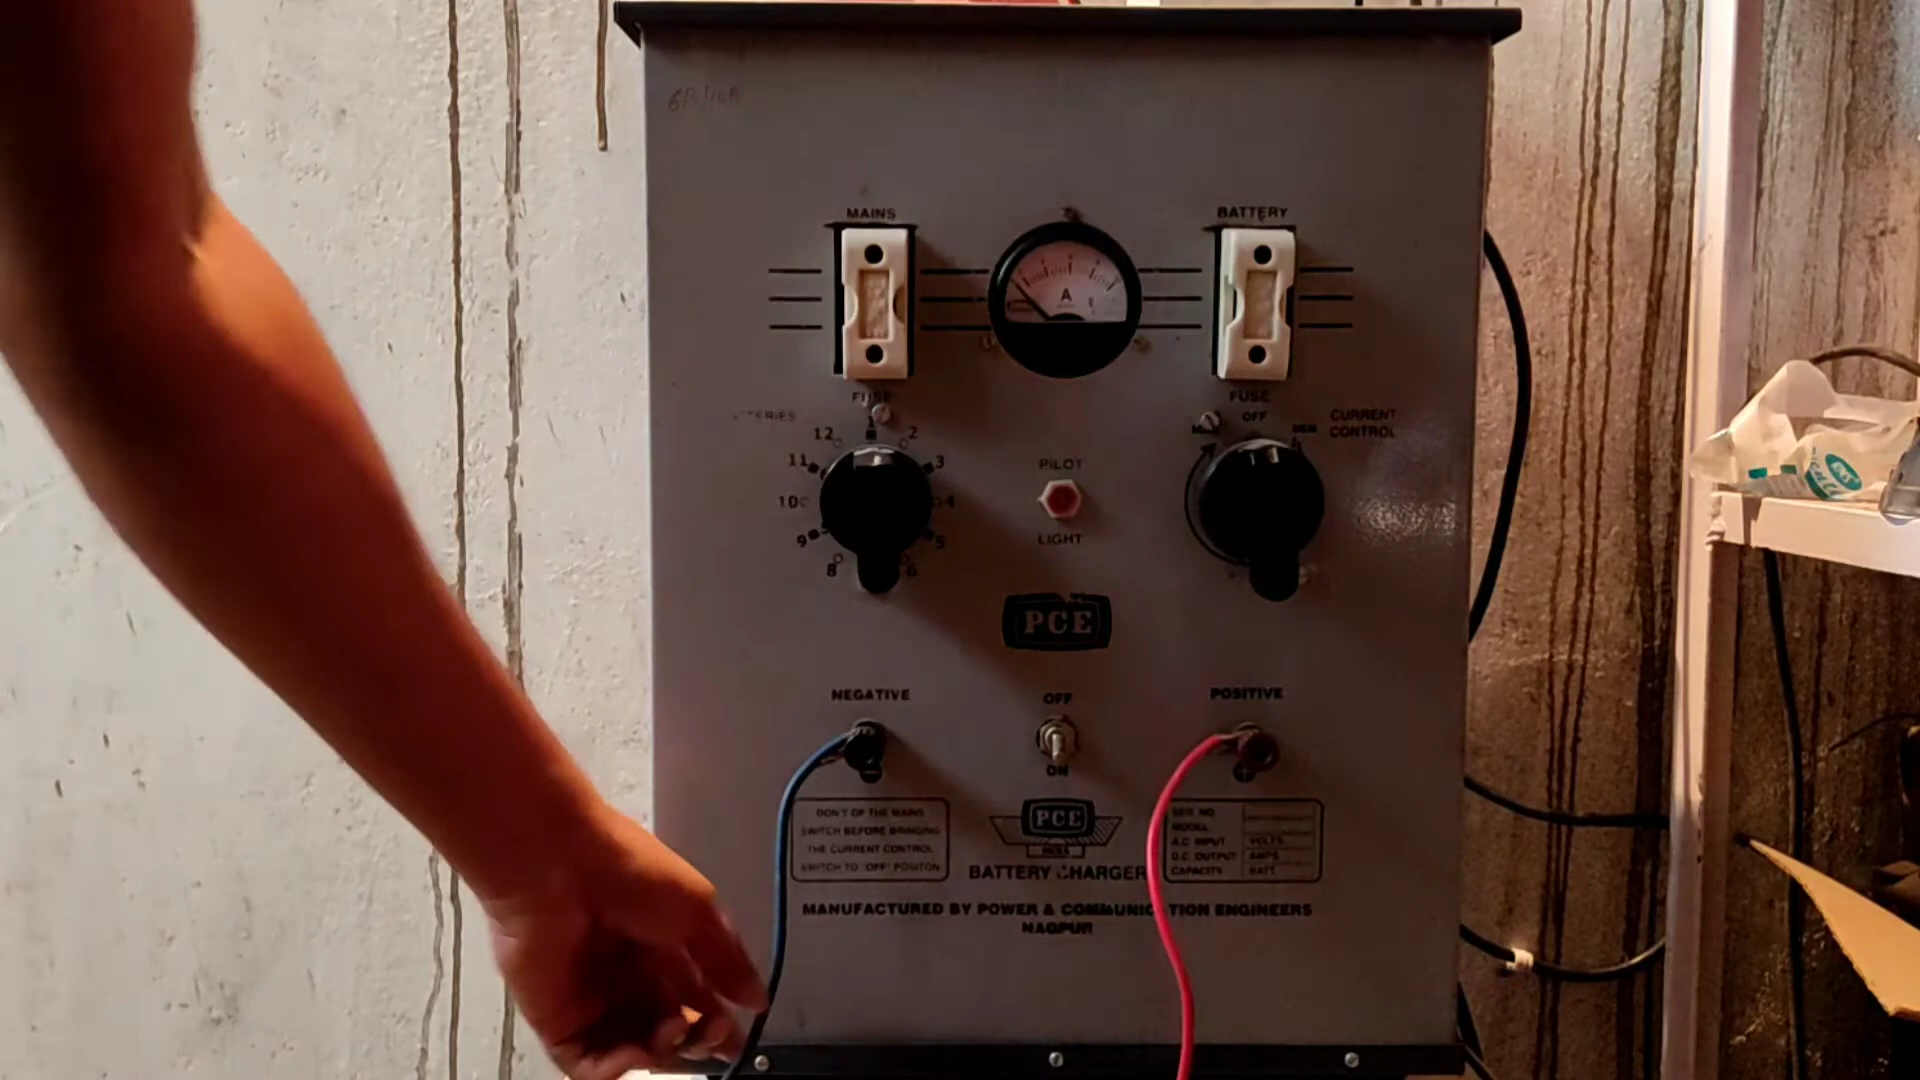 MAINS
BATTERY
A
FUSE
FUSE
OFF
CURRENT
CONTROL
MIN
1
2
3
4
5
6
8
9
10
11
12
PILOT
LIGHT
PCE
NEGATIVE
OFF
POSITIVE
ON
DON'T OF THE MAINS
SWITCH BEFORE BRINGING
THE CURRENT CONTROL
SWITCH TO "OFF" POSITON
PCE
BATTERY CHARGER
SER. NO.
MODEL
A.C INPUT VOLTS
D.C. OUTPUT AMPS
CAPACITY BATT.
MANUFACTURED BY POWER & COMMUNICATION ENGINEERS
NAGPUR